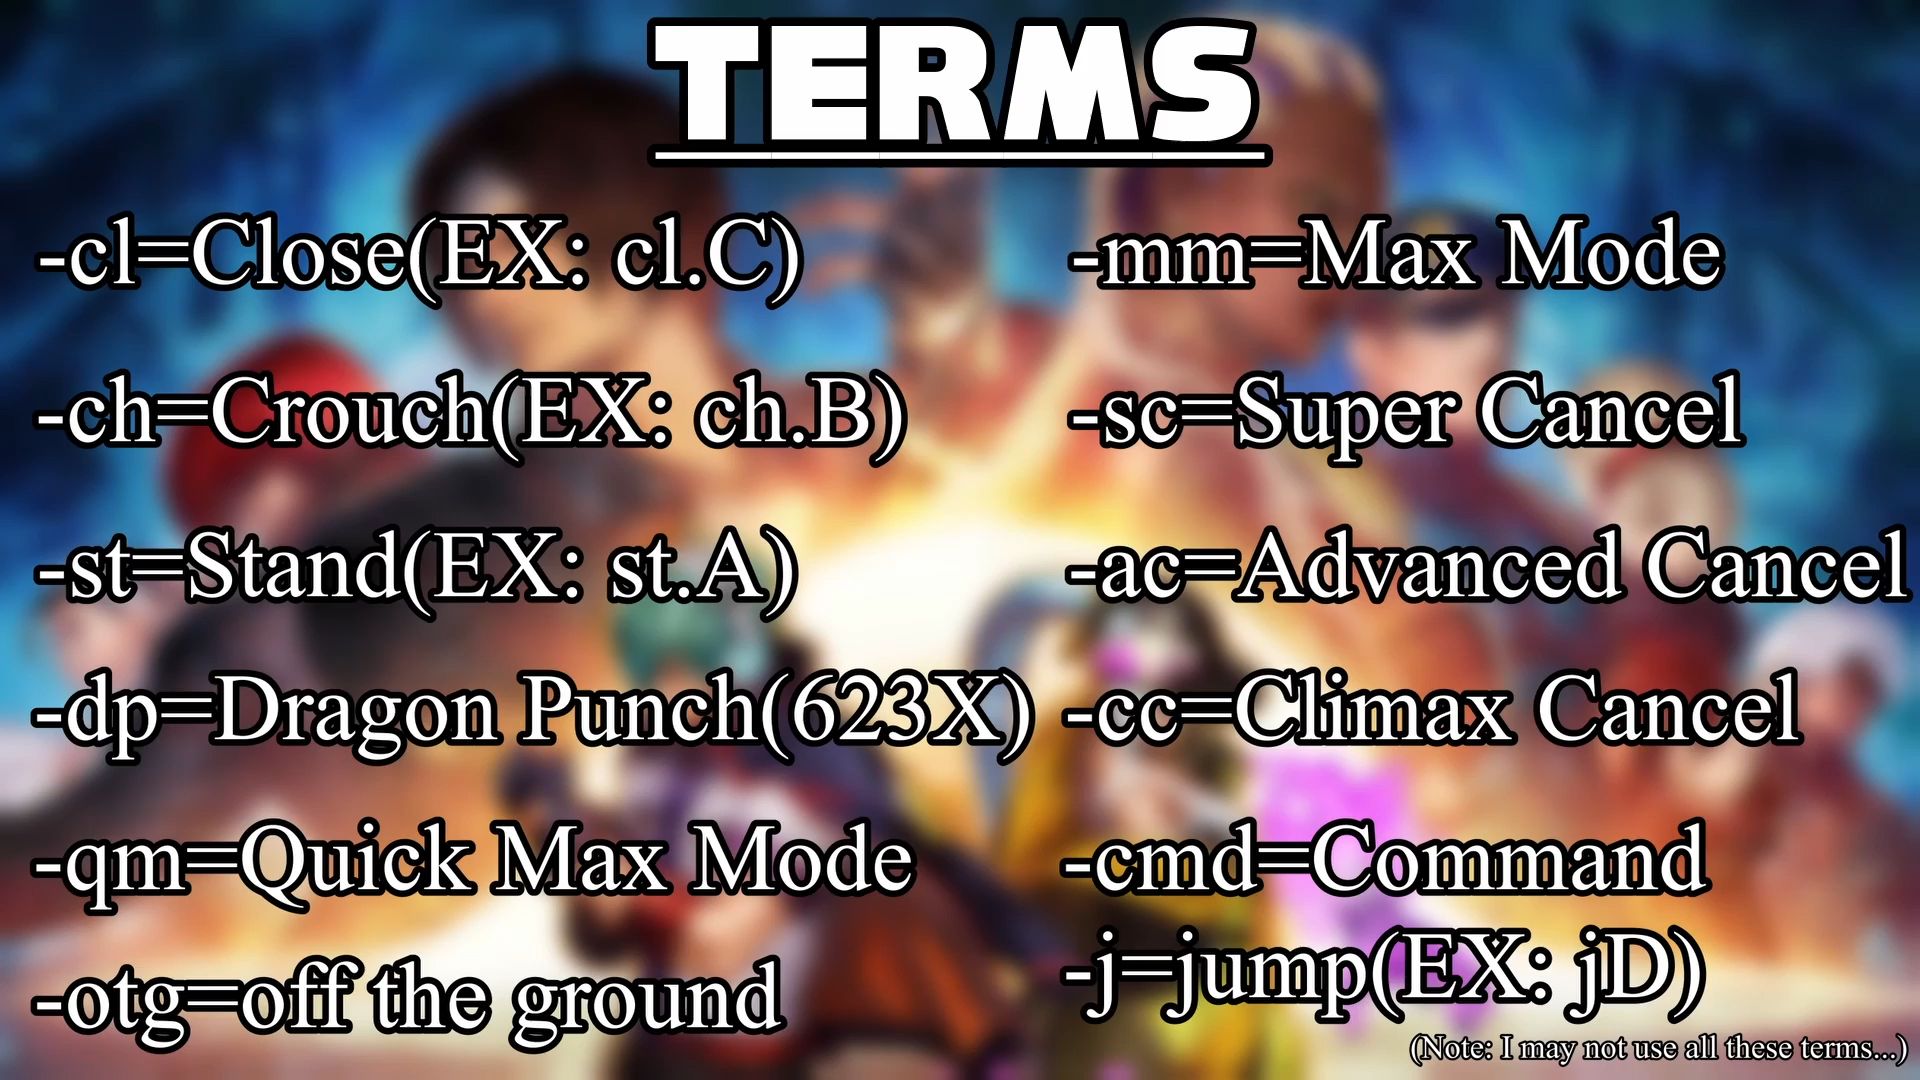 TERMS
-cl=Close(EX: cl.C)
-ch=Crouch(EX: ch.B)
-st=Stand(EX: st.A)
-dp=Dragon Punch(623X)
-qm=Quick Max Mode
-otg=off the ground
-mm=Max Mode
-sc=Super Cancel
-ac=Advanced Cancel
-cc=Climax Cancel
-cmd=Command
-j=jump(EX: jD)
(Note: I may not use all these terms...)